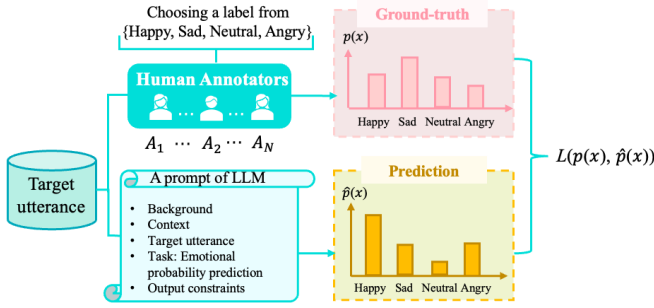 Choosing a label from
{Happy, Sad, Neutral, Angry}
Human Annotators
... ...
A₁ ... A₂ ... A_N
Ground-truth
p(x)
Happy Sad Neutral Angry
Target
utterance
A prompt of LLM
• Background
• Context
• Target utterance
• Task: Emotional
probability prediction
• Output constraints
Prediction
p̂(x)
Happy Sad Neutral Angry
L(p(x), p̂(x))